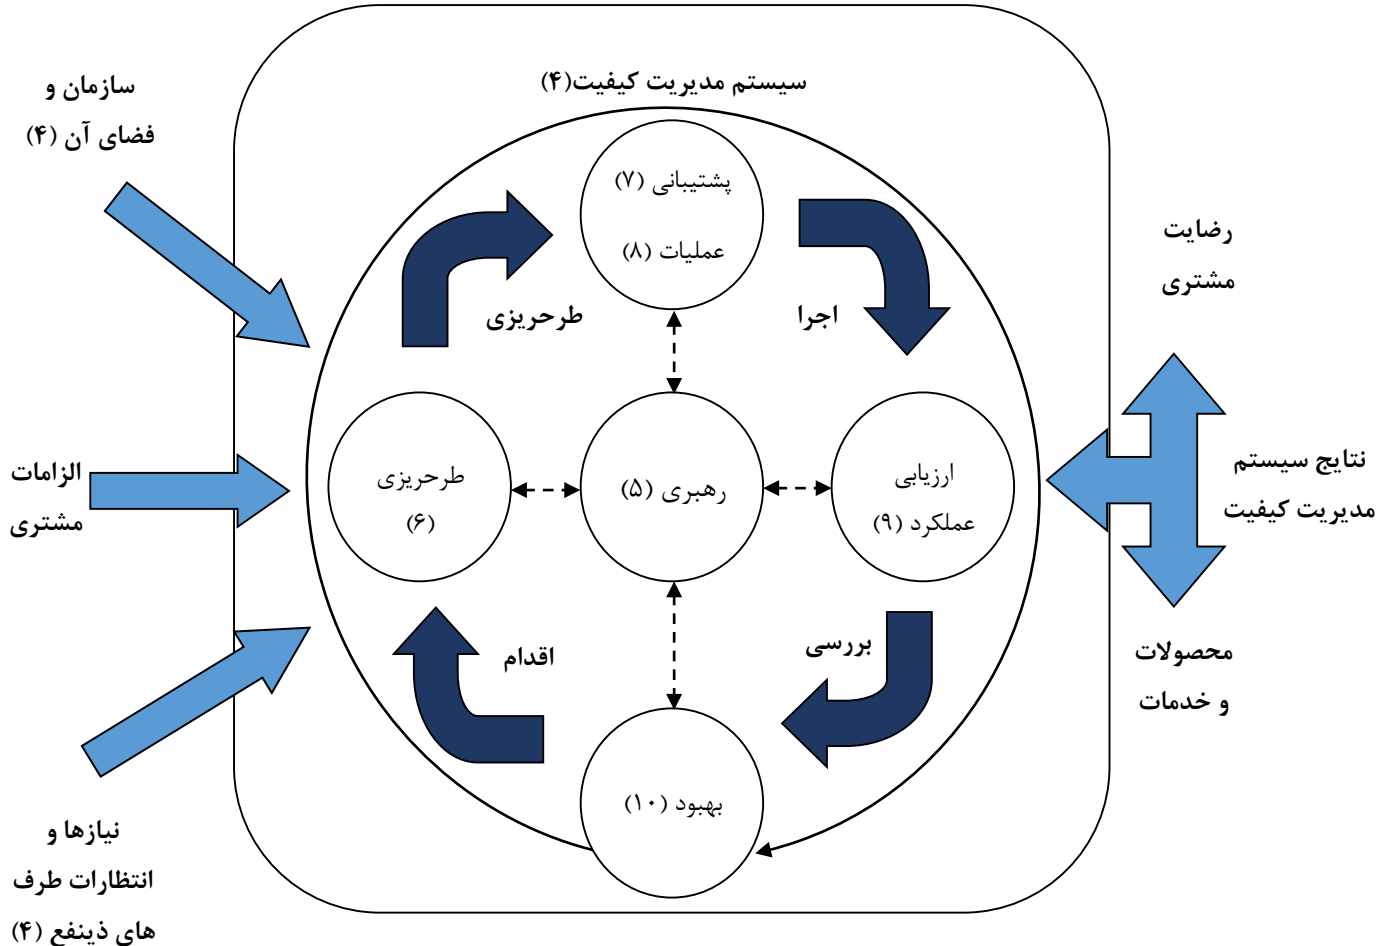 سیستم مدیریت کیفیت(۴)
سازمان و
فضای آن (۴)
پشتیبانی (۷)
عملیات (۸)
رضایت
مشتری
طرحریزی
اجرا
الزامات
مشتری
طرحریزی
(۶)
رهبری (۵)
ارزیابی
عملکرد (۹)
نتایج سیستم
مدیریت کیفیت
اقدام
بررسی
محصولات
و خدمات
بهبود (۱۰)
نیازها و
انتظارات طرف
های ذینفع (۴)